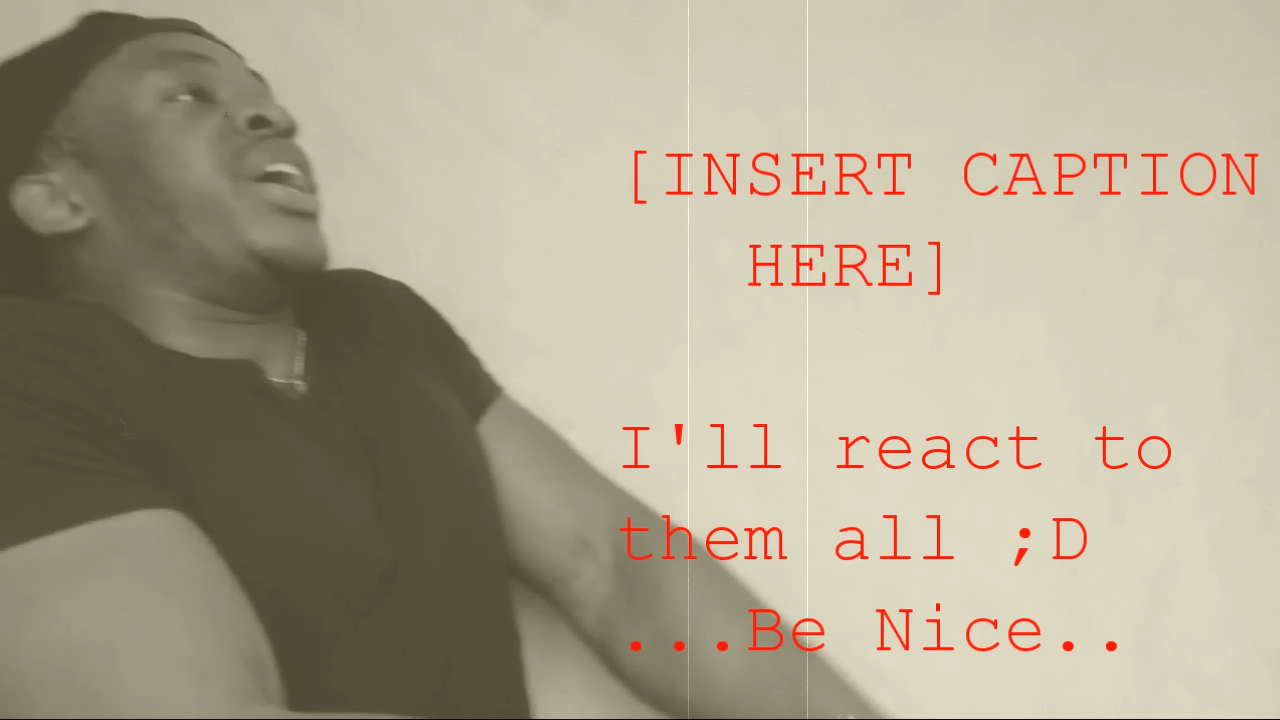 [INSERT CAPTION
HERE]
I'll react to
them all ;D
...Be Nice..